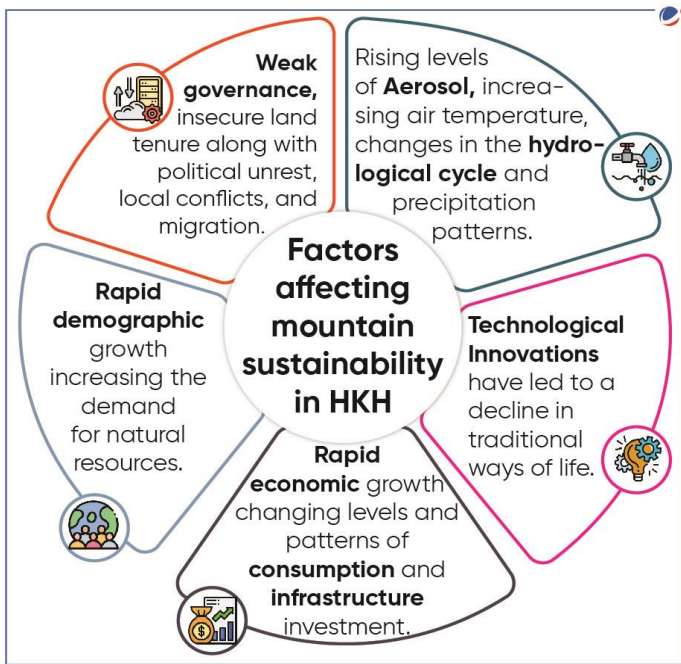 Factors
affecting
mountain
sustainability
in HKH
Weak
governance,
insecure land
tenure along with
political unrest,
local conflicts, and
migration.
Rising levels
of Aerosol, increa-
sing air temperature,
changes in the hydro-
logical cycle and
precipitation
patterns.
Technological
Innovations
have led to a
decline in
traditional
ways of life.
Rapid
economic growth
changing levels and
patterns of
consumption and
infrastructure
investment.
Rapid
demographic
growth
increasing the
demand
for natural
resources.
$